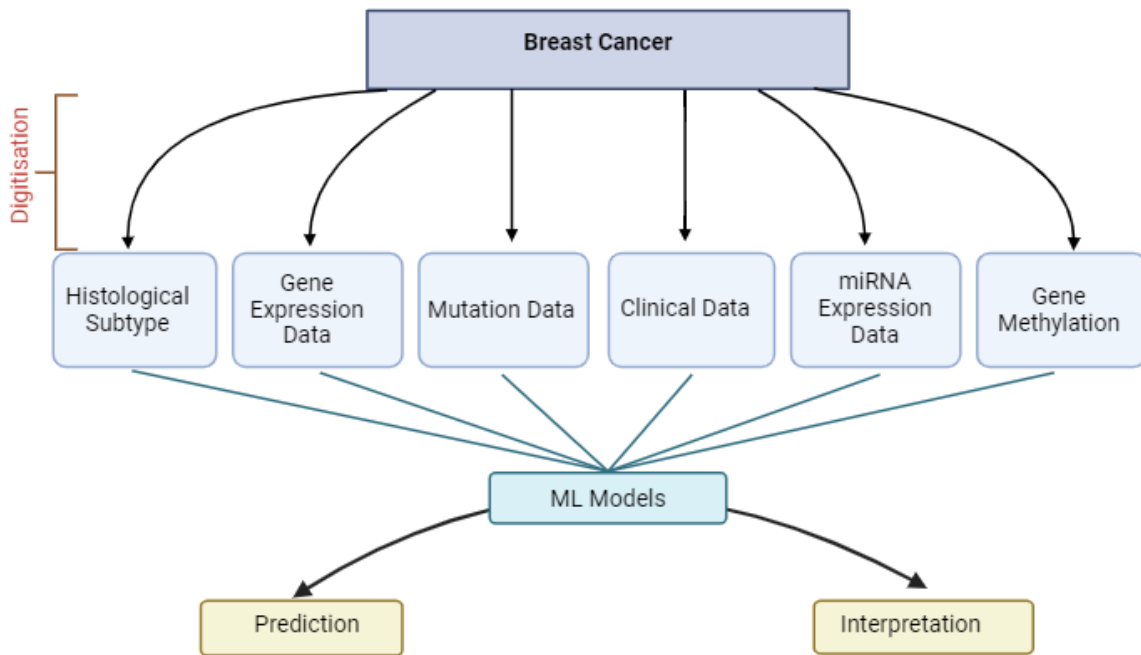 Breast Cancer
Digitisation
Histological
Subtype
Gene
Expression
Data
Mutation Data
Clinical Data
miRNA
Expression
Data
Gene
Methylation
ML Models
Prediction
Interpretation